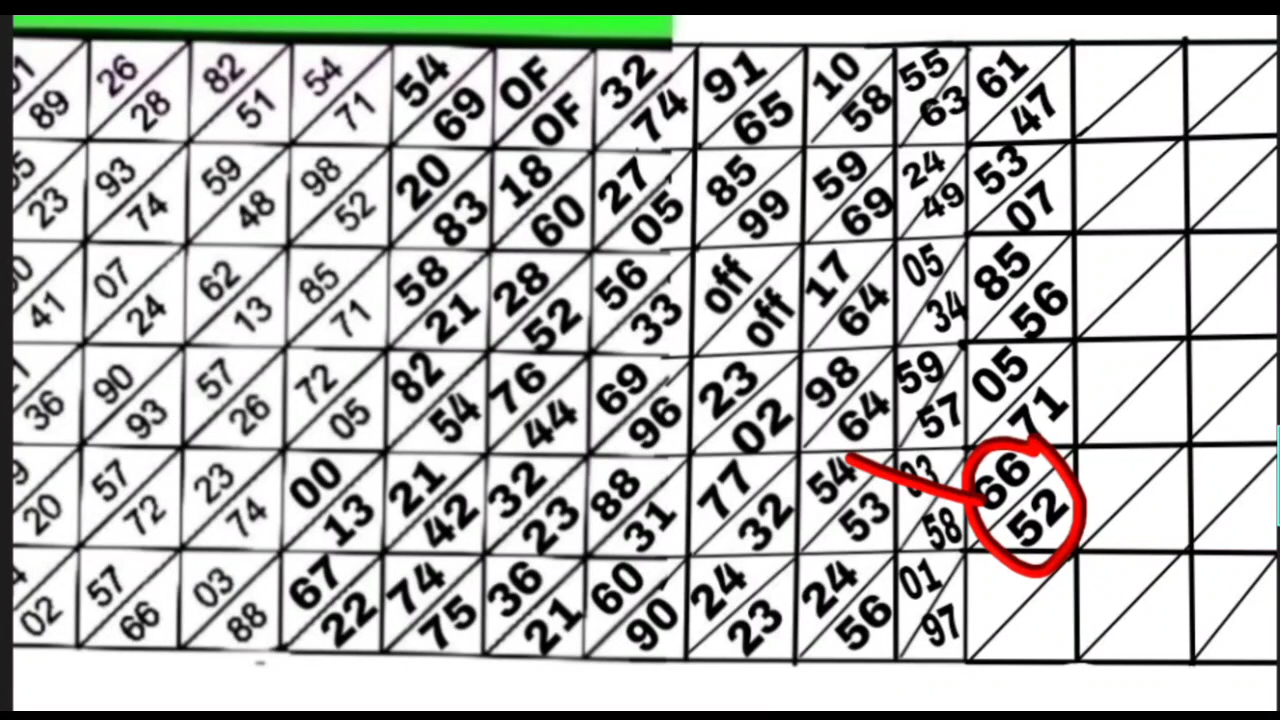 89 26 28 82 51 54 71 54 69 OF OF 32 74 91 65 10 58 55 63 61 47
23 93 74 59 48 98 52 20 83 18 60 27 05 85 99 59 69 24 49 53 07
41 07 24 62 13 85 71 58 21 28 52 56 33 off off 17 64 05 34 85 56
36 90 93 57 26 72 05 82 54 76 44 69 96 23 02 98 64 59 57 05 71
20 57 72 23 74 00 13 21 42 32 23 88 31 77 32 54 53 03 58 66 52
02 57 66 03 88 67 22 74 75 36 21 60 90 24 23 24 56 01 97